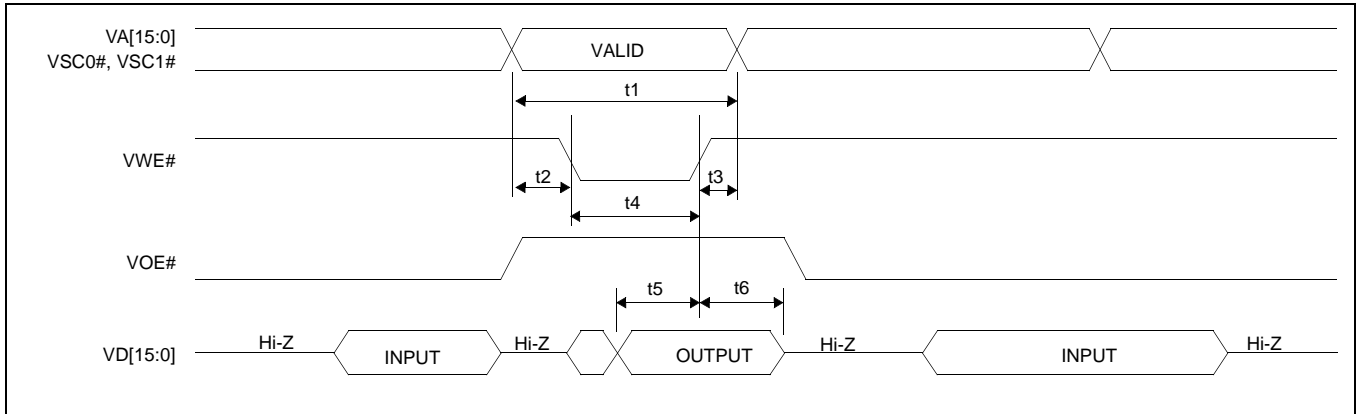 VA[15:0]
VSC0#, VSC1#
VALID
t1
VWE#
t2
t3
t4
VOE#
t5
t6
VD[15:0]
Hi-Z
INPUT
Hi-Z
OUTPUT
Hi-Z
INPUT
Hi-Z